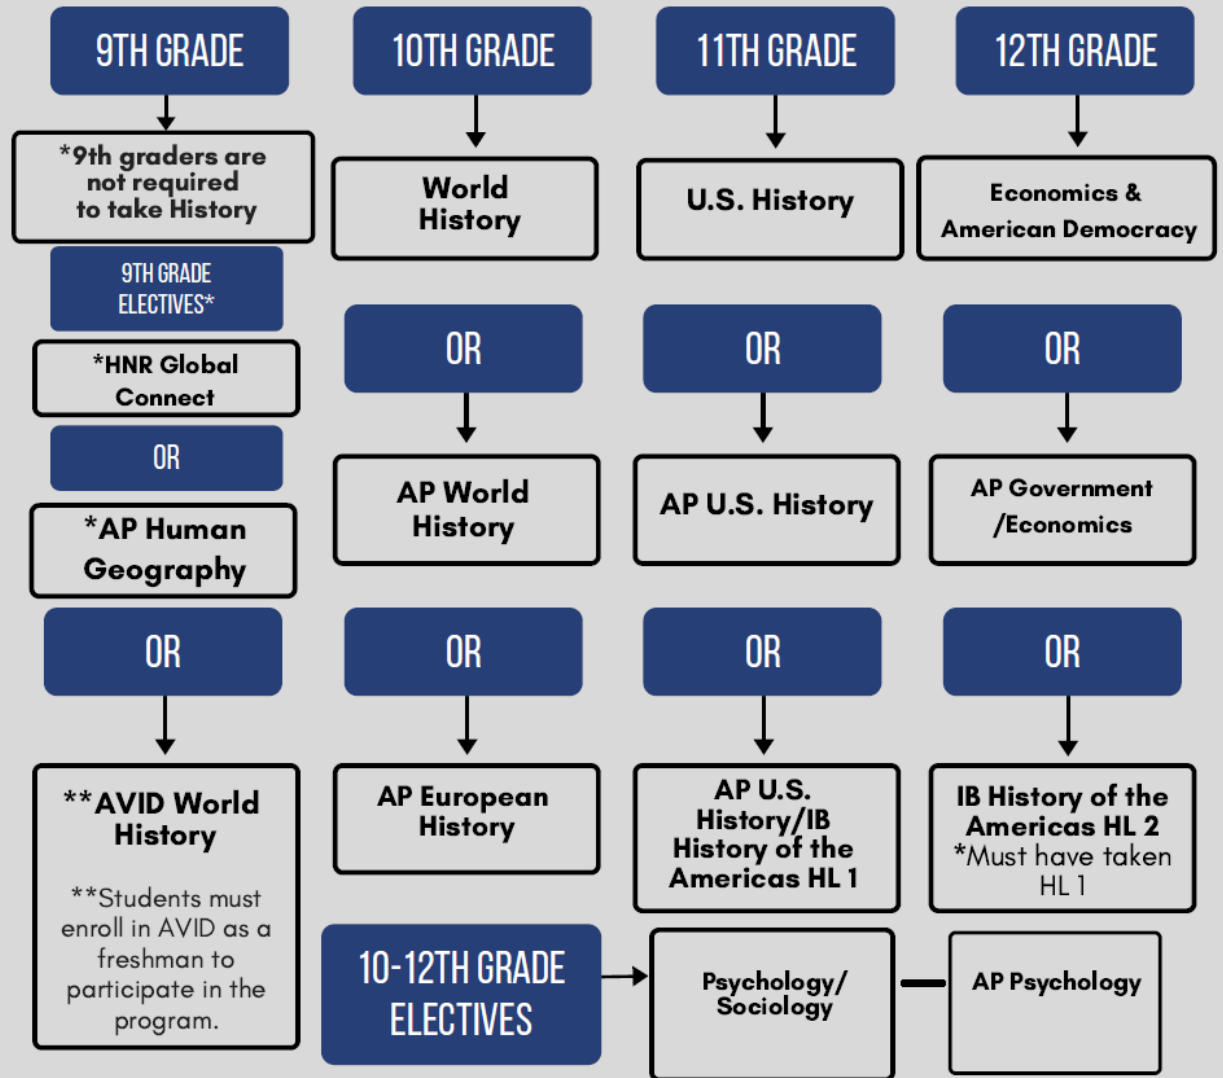 9TH GRADE
*9th graders are
not required
to take History
9TH GRADE
ELECTIVES*
*HNR Global
Connect
OR
*AP Human
Geography
OR
**AVID World
History
**Students must
enroll in AVID as a
freshman to
participate in the
program.
10TH GRADE
World
History
OR
AP World
History
OR
AP European
History
11TH GRADE
U.S. History
OR
AP U.S. History
OR
AP U.S.
History/IB
History of the
Americas HL 1
12TH GRADE
Economics &
American Democracy
OR
AP Government
/Economics
OR
IB History of the
Americas HL 2
*Must have taken
HL 1
10-12TH GRADE
ELECTIVES
Psychology/
Sociology
AP Psychology